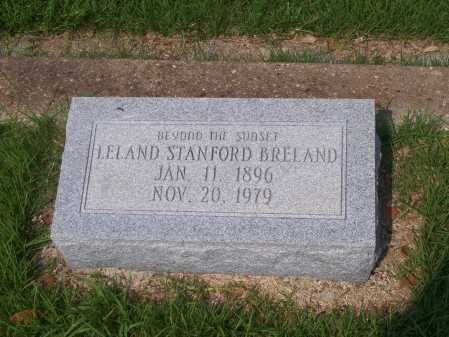 BEYOND THE SUNSET
LELAND STANFORD BRELAND
JAN. 11, 1896
NOV. 20, 1979